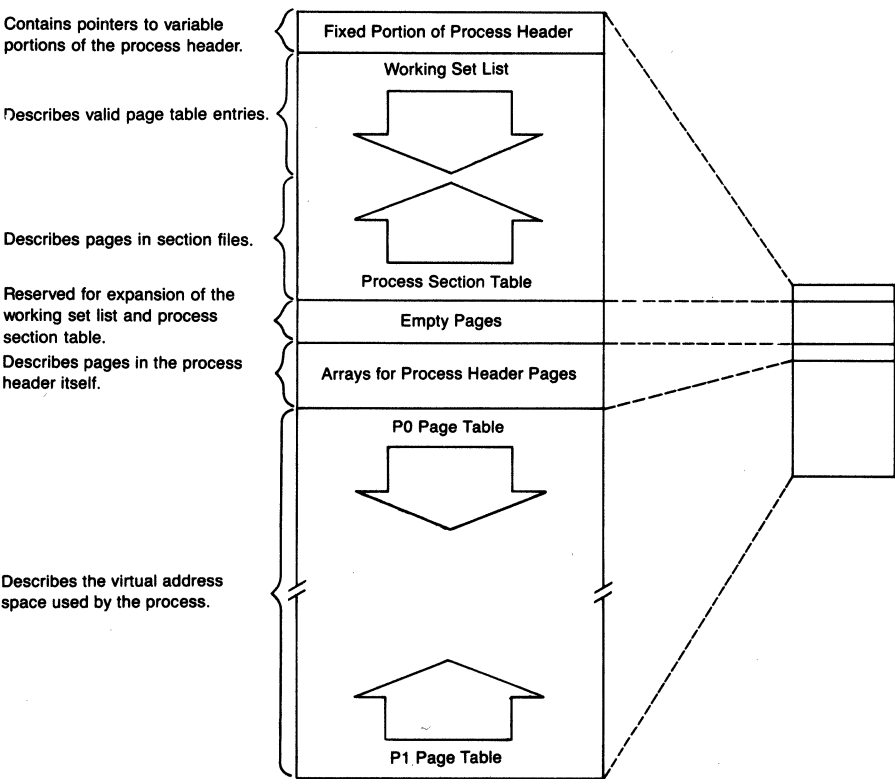 Contains pointers to variable
portions of the process header.
Fixed Portion of Process Header
Working Set List
Describes valid page table entries.
Describes pages in section files.
Process Section Table
Reserved for expansion of the
working set list and process
section table.
Empty Pages
Describes pages in the process
header itself.
Arrays for Process Header Pages
P0 Page Table
Describes the virtual address
space used by the process.
P1 Page Table